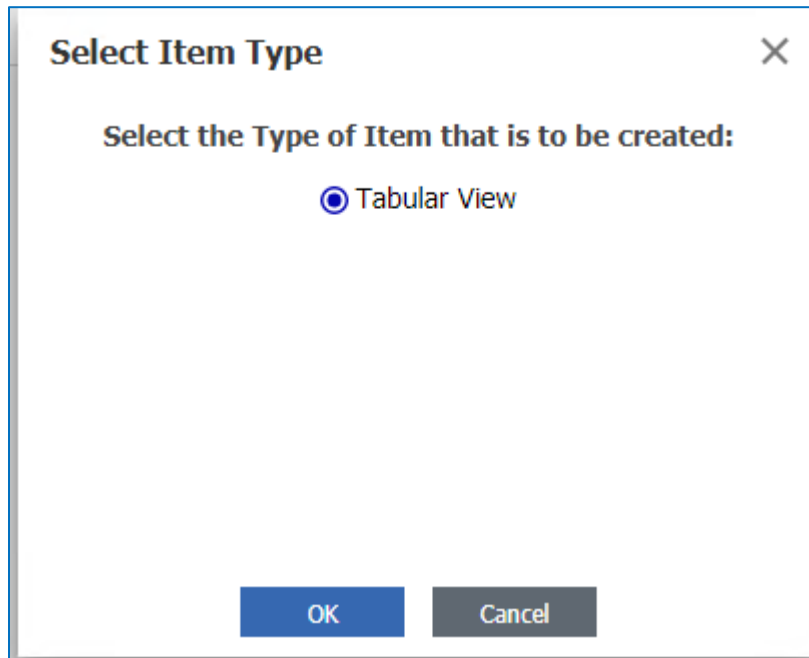 Select Item Type
Select the Type of Item that is to be created:
Tabular View
OK
Cancel